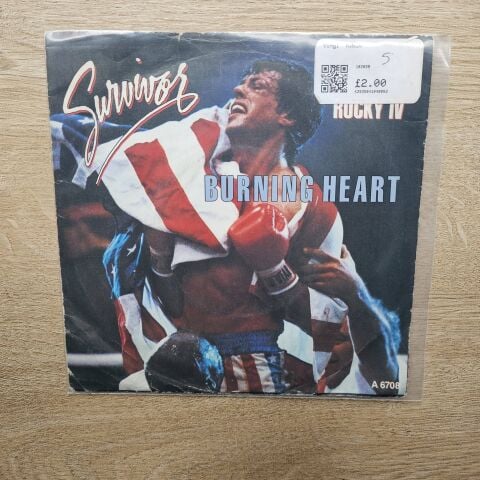 Survivor
5
£2.00
ROCKY IV
BURNING HEART
A 6708